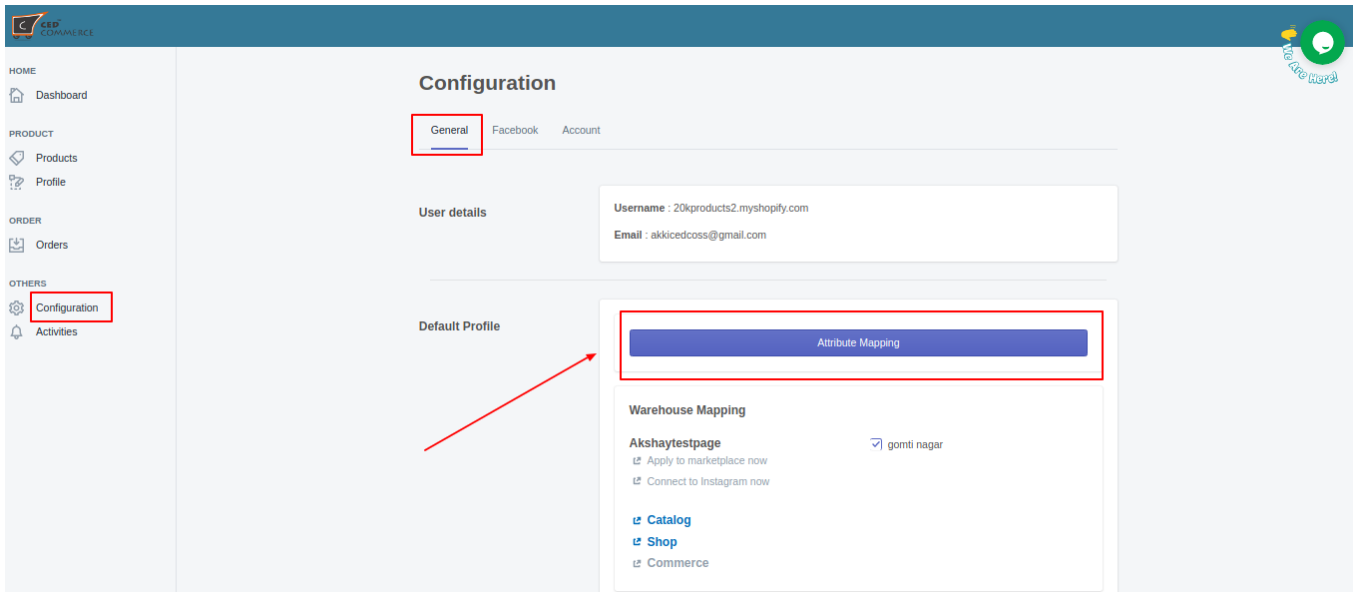 CED
COMMERCE
We Are Here!
HOME
Dashboard
PRODUCT
Products
Profile
ORDER
Orders
OTHERS
Configuration
Activities
Configuration
General Facebook Account
User details
Username : 20kproducts2.myshopify.com
Email : akkicedcoss@gmail.com
Default Profile
Attribute Mapping
Warehouse Mapping
Akshaytestpage
gomti nagar
Apply to marketplace now
Connect to Instagram now
Catalog
Shop
Commerce